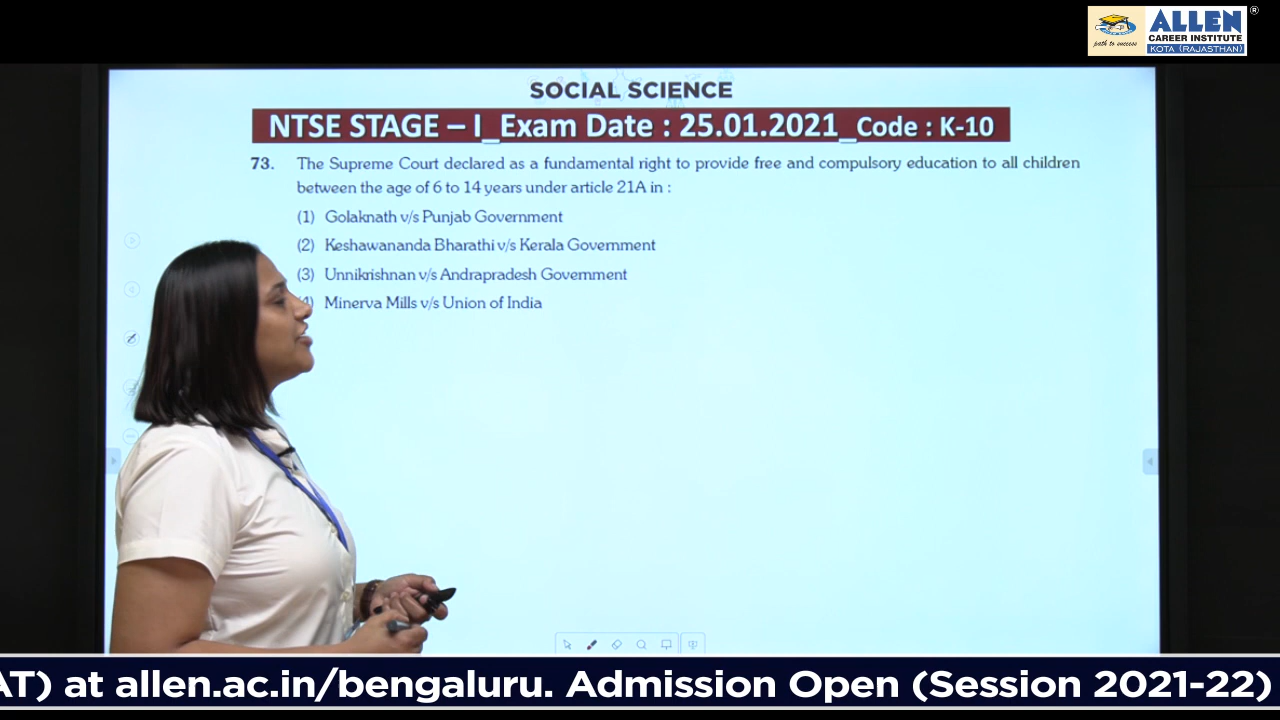 ALLEN
CAREER INSTITUTE
KOTA (RAJASTHAN)
path to success
®
SOCIAL SCIENCE
NTSE STAGE – I_Exam Date : 25.01.2021_Code : K-10
73. The Supreme Court declared as a fundamental right to provide free and compulsory education to all children
between the age of 6 to 14 years under article 21A in :
(1) Golaknath v/s Punjab Government
(2) Keshawananda Bharathi v/s Kerala Government
(3) Unnikrishnan v/s Andrapradesh Government
4) Minerva Mills v/s Union of India
AT) at allen.ac.in/bengaluru. Admission Open (Session 2021-22)